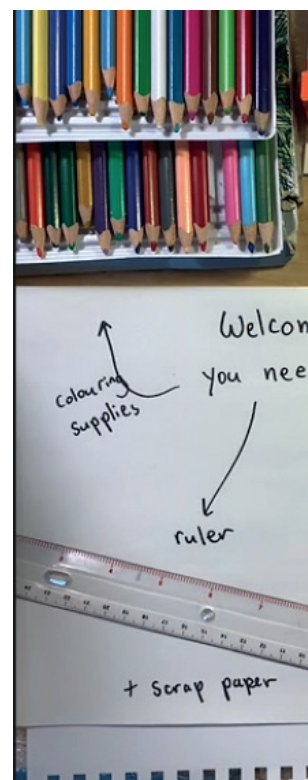 Welcom
you nee
colouring
supplies
ruler
+ scrap paper